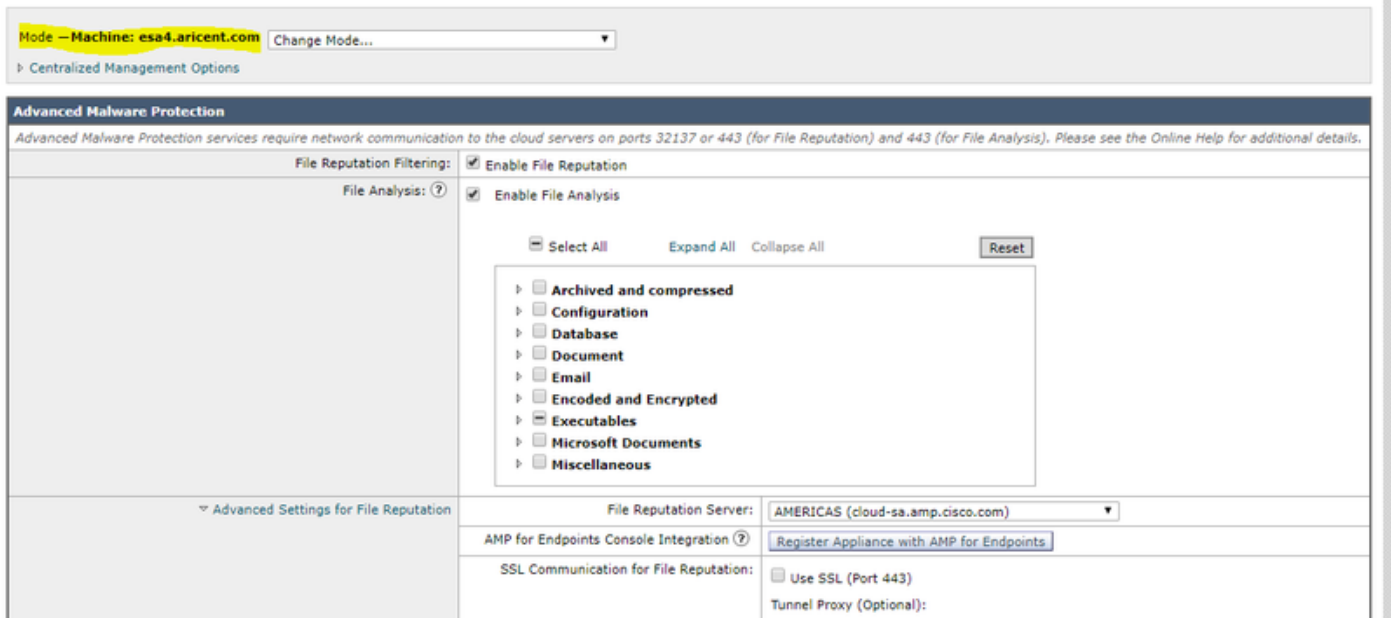 Mode —Machine: esa4.aricent.com Change Mode...
Centralized Management Options
Advanced Malware Protection
Advanced Malware Protection services require network communication to the cloud servers on ports 32137 or 443 (for File Reputation) and 443 (for File Analysis). Please see the Online Help for additional details.
File Reputation Filtering: Enable File Reputation
File Analysis: ? Enable File Analysis
Select All Expand All Collapse All Reset
Archived and compressed
Configuration
Database
Document
Email
Encoded and Encrypted
Executables
Microsoft Documents
Miscellaneous
Advanced Settings for File Reputation File Reputation Server: AMERICAS (cloud-sa.amp.cisco.com)
AMP for Endpoints Console Integration ? Register Appliance with AMP for Endpoints
SSL Communication for File Reputation: Use SSL (Port 443)
Tunnel Proxy (Optional):